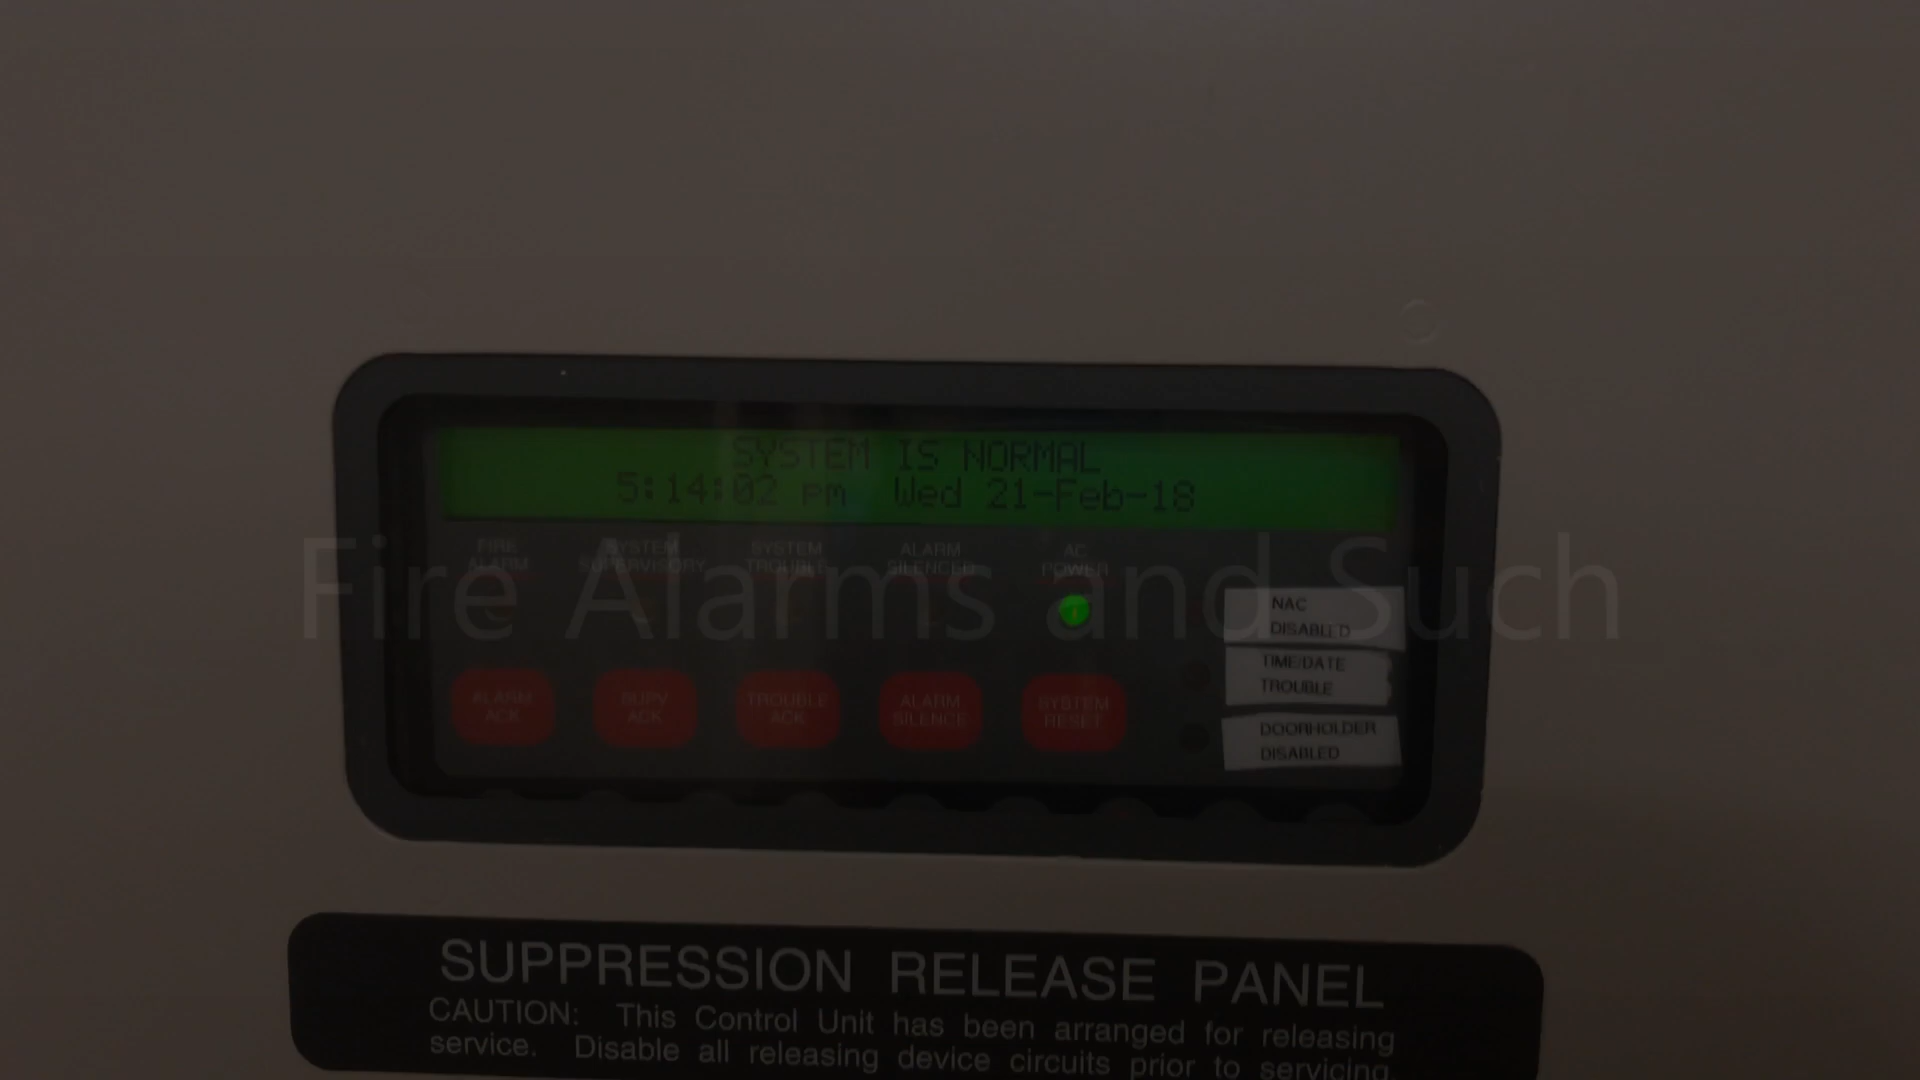 SYSTEM IS NORMAL
5:14:02 pm Wed 21-Feb-18
FIRE
ALARM
SYSTEM
SUPERVISORY
SYSTEM
TROUBLE
ALARM
SILENCED
AC
POWER
Fire Alarms and Such
NAC
DISABLED
TIME/DATE
TROUBLE
DOORHOLDER
DISABLED
ALARM
ACK
SUPV
ACK
TROUBLE
ACK
ALARM
SILENCE
SYSTEM
RESET
SUPPRESSION RELEASE PANEL
CAUTION: This Control Unit has been arranged for releasing
service. Disable all releasing device circuits prior to servicing.